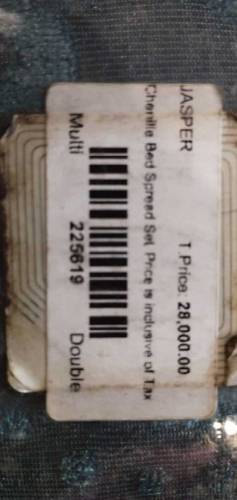 JASPER T Price: 28,000.00
Chenille Bed Spread Set Price is inclusive of Tax
Multi 225619 Double